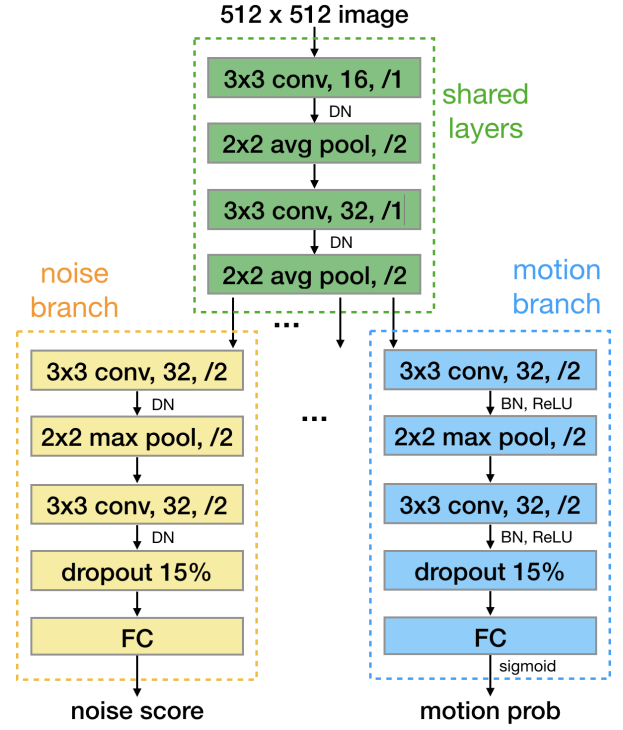 512 x 512 image
3x3 conv, 16, /1
DN
2x2 avg pool, /2
3x3 conv, 32, /1
DN
2x2 avg pool, /2
shared
layers
...
noise
branch
3x3 conv, 32, /2
DN
2x2 max pool, /2
3x3 conv, 32, /2
DN
dropout 15%
FC
noise score
...
motion
branch
3x3 conv, 32, /2
BN, ReLU
2x2 max pool, /2
3x3 conv, 32, /2
BN, ReLU
dropout 15%
FC
sigmoid
motion prob